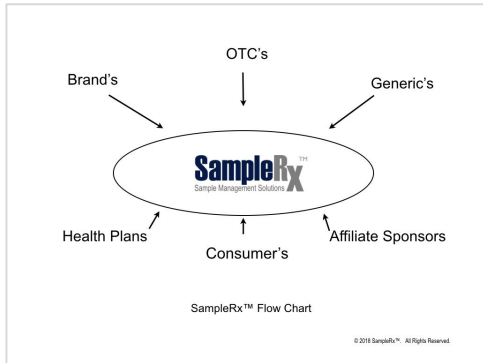 OTC's
Brand's
Generic's
SampleRx™
Sample Management Solutions
Health Plans
Consumer's
Affiliate Sponsors
SampleRx™ Flow Chart
© 2018 SampleRx™. All Rights Reserved.